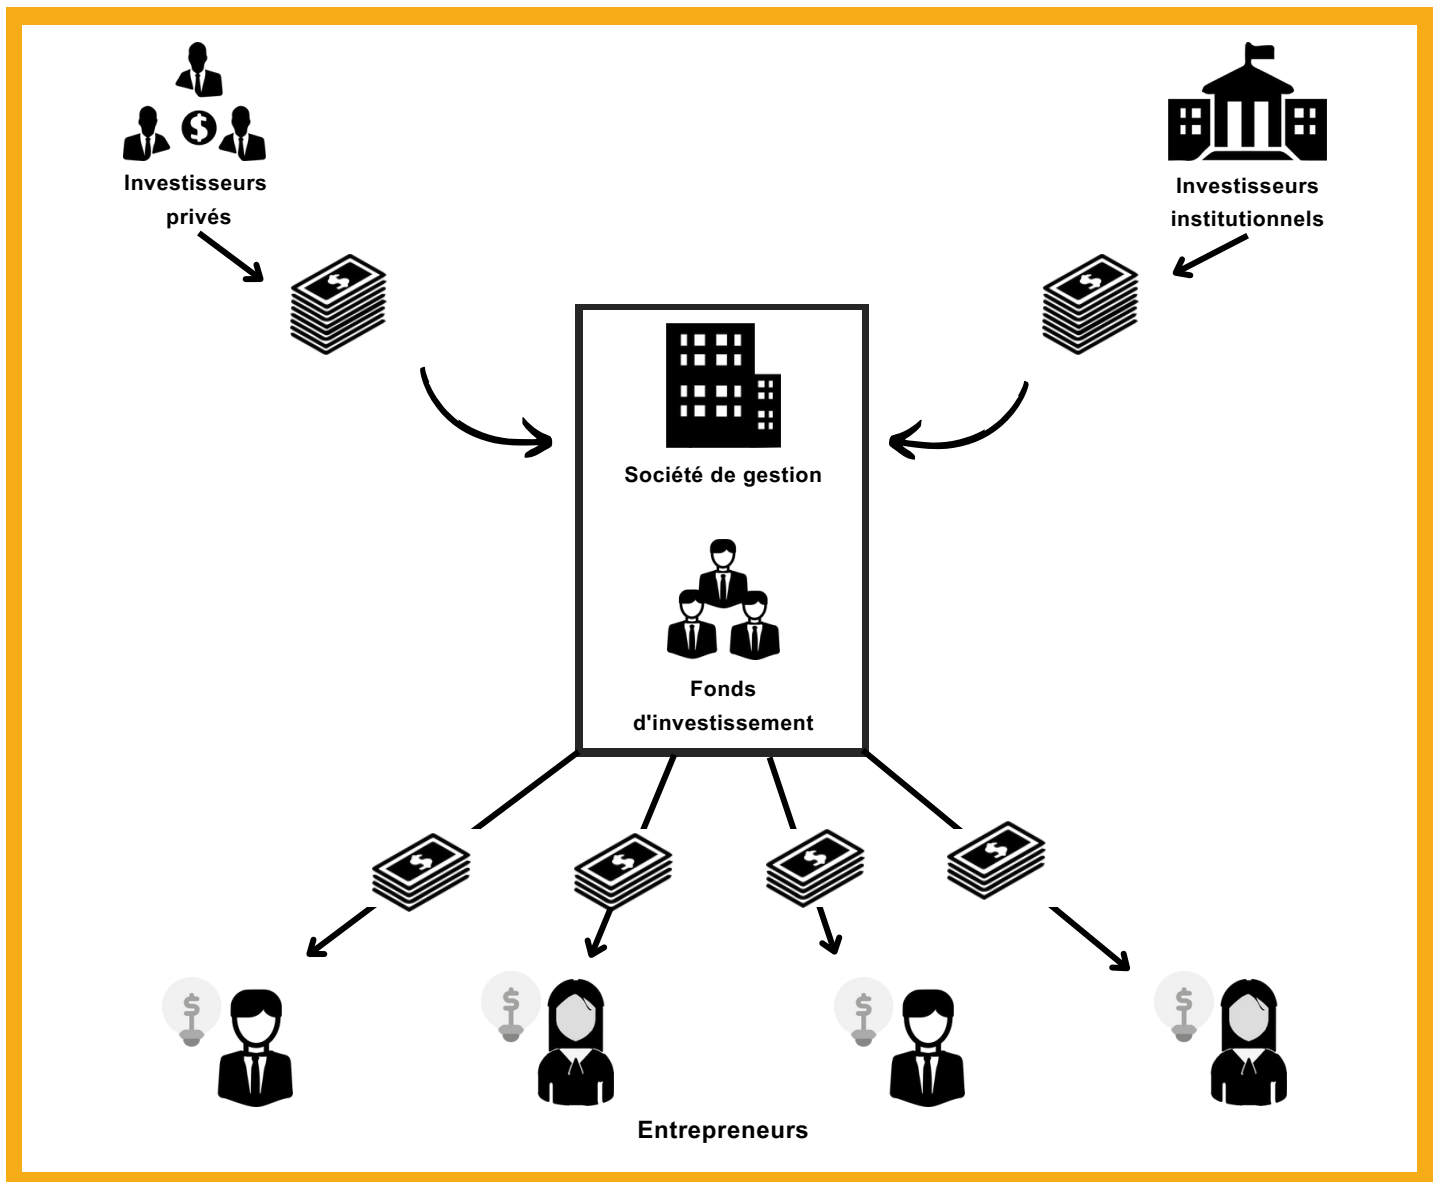 Investisseurs
privés
Investisseurs
institutionnels
Société de gestion
Fonds
d'investissement
Entrepreneurs